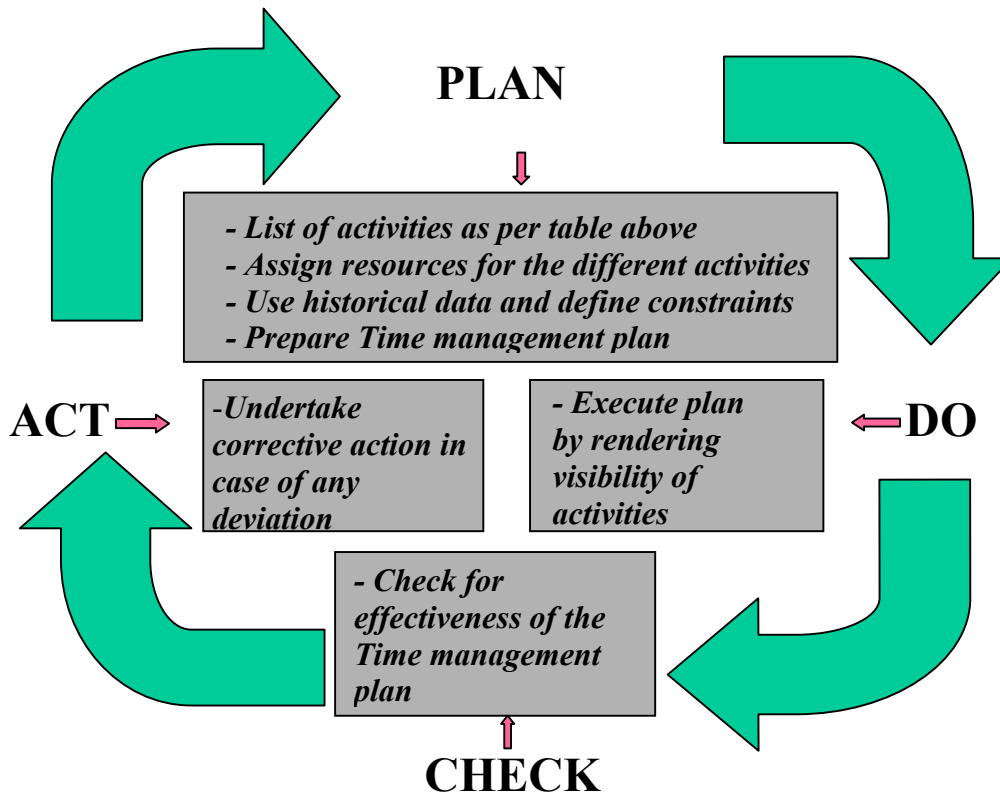 PLAN
- List of activities as per table above
- Assign resources for the different activities
- Use historical data and define constraints
- Prepare Time management plan
ACT
-Undertake
corrective action in
case of any
deviation
- Execute plan
by rendering
visibility of
activities
DO
- Check for
effectiveness of the
Time management
plan
CHECK